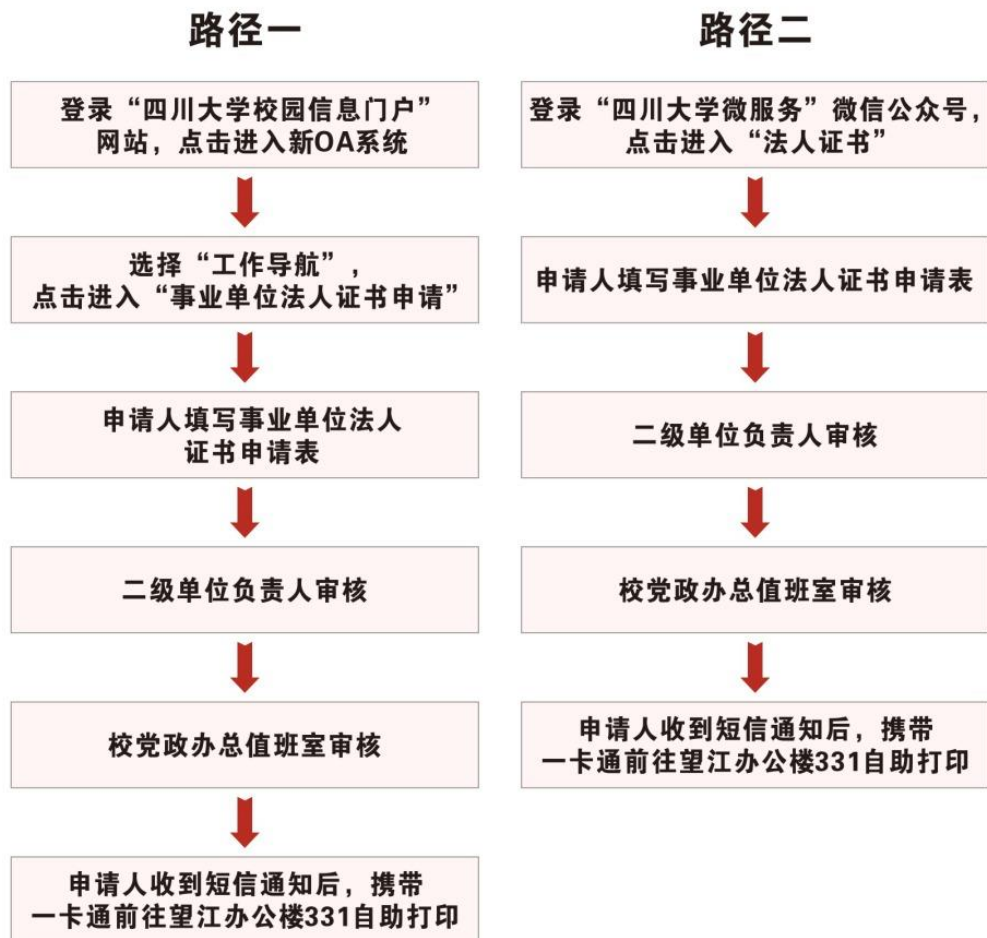 路径一
登录“四川大学校园信息门户”
网站，点击进入新OA系统
选择“工作导航”，
点击进入“事业单位法人证书申请”
申请人填写事业单位法人
证书申请表
二级单位负责人审核
校党政办总值班室审核
申请人收到短信通知后，携带
一卡通前往望江办公楼331自助打印
路径二
登录“四川大学微服务”微信公众号，
点击进入“法人证书”
申请人填写事业单位法人证书申请表
二级单位负责人审核
校党政办总值班室审核
申请人收到短信通知后，携带
一卡通前往望江办公楼331自助打印